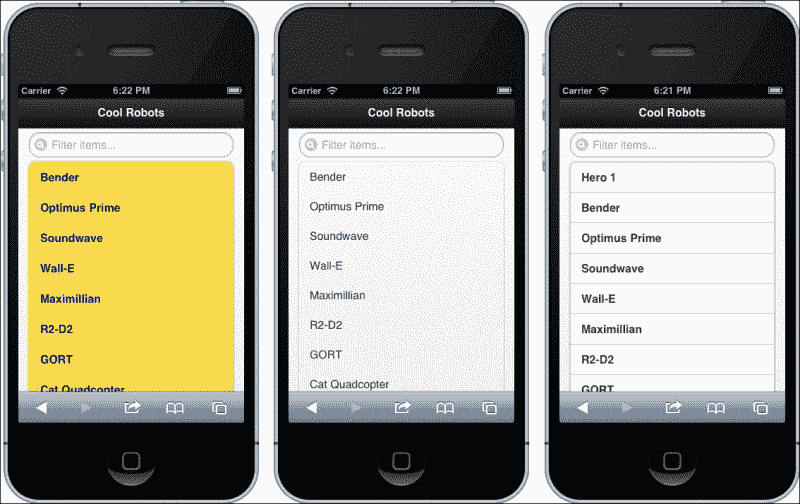 Carrier 6:22 PM
Cool Robots
Filter items...
Bender
Optimus Prime
Soundwave
Wall-E
Maximillian
R2-D2
GORT
Cat Quadcopter
Carrier 6:22 PM
Cool Robots
Filter items...
Bender
Optimus Prime
Soundwave
Wall-E
Maximillian
R2-D2
GORT
Cat Quadcopter
Carrier 6:21 PM
Cool Robots
Filter items...
Hero 1
Bender
Optimus Prime
Soundwave
Wall-E
Maximillian
R2-D2
GORT